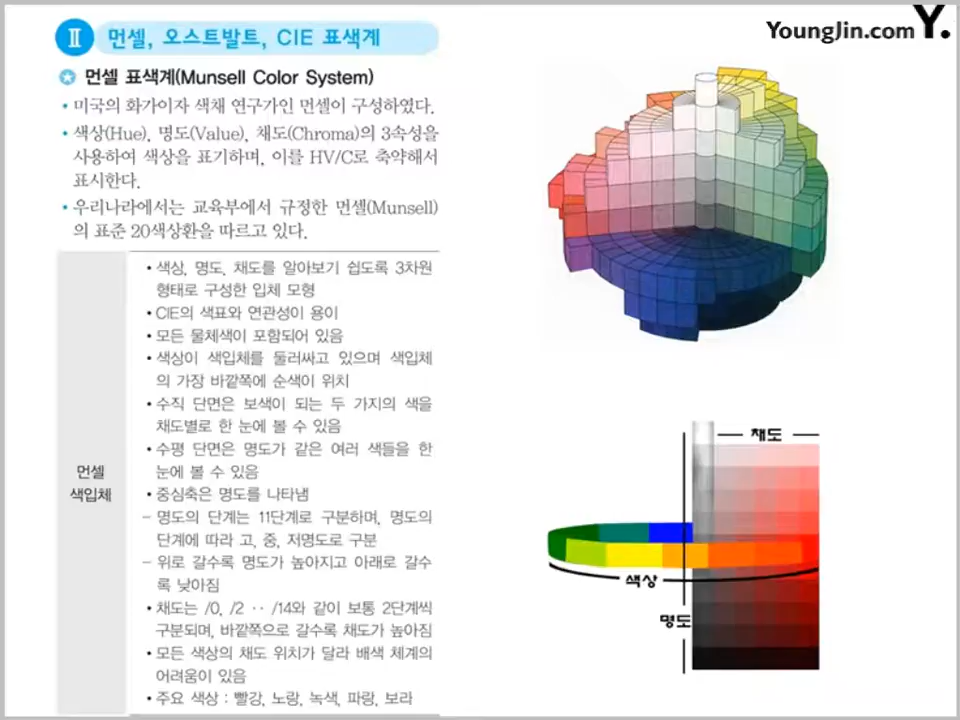 YoungJin.com Y.
Ⅱ 먼셀, 오스트발트, CIE 표색계
먼셀 표색계(Munsell Color System)
• 미국의 화가이자 색채 연구가인 먼셀이 구성하였다.
• 색상(Hue), 명도(Value), 채도(Chroma)의 3속성을
사용하여 색상을 표기하며, 이를 HV/C로 축약해서
표시한다.
• 우리나라에서는 교육부에서 규정한 먼셀(Munsell)
의 표준 20색상환을 따르고 있다.
먼셀
색입체
• 색상, 명도, 채도를 알아보기 쉽도록 3차원
형태로 구성한 입체 모형
• CIE의 색표와 연관성이 용이
• 모든 물체색이 포함되어 있음
• 색상이 색입체를 둘러싸고 있으며 색입체
의 가장 바깥쪽에 순색이 위치
• 수직 단면은 보색이 되는 두 가지의 색을
채도별로 한 눈에 볼 수 있음
• 수평 단면은 명도가 같은 여러 색들을 한
눈에 볼 수 있음
• 중심축은 명도를 나타냄
– 명도의 단계는 11단계로 구분하며, 명도의
단계에 따라 고, 중, 저명도로 구분
– 위로 갈수록 명도가 높아지고 아래로 갈수
록 낮아짐
• 채도는 /0, /2 ‥ /14와 같이 보통 2단계씩
구분되며, 바깥쪽으로 갈수록 채도가 높아짐
• 모든 색상의 채도 위치가 달라 배색 체계의
어려움이 있음
• 주요 색상 : 빨강, 노랑, 녹색, 파랑, 보라
채도
색상
명도